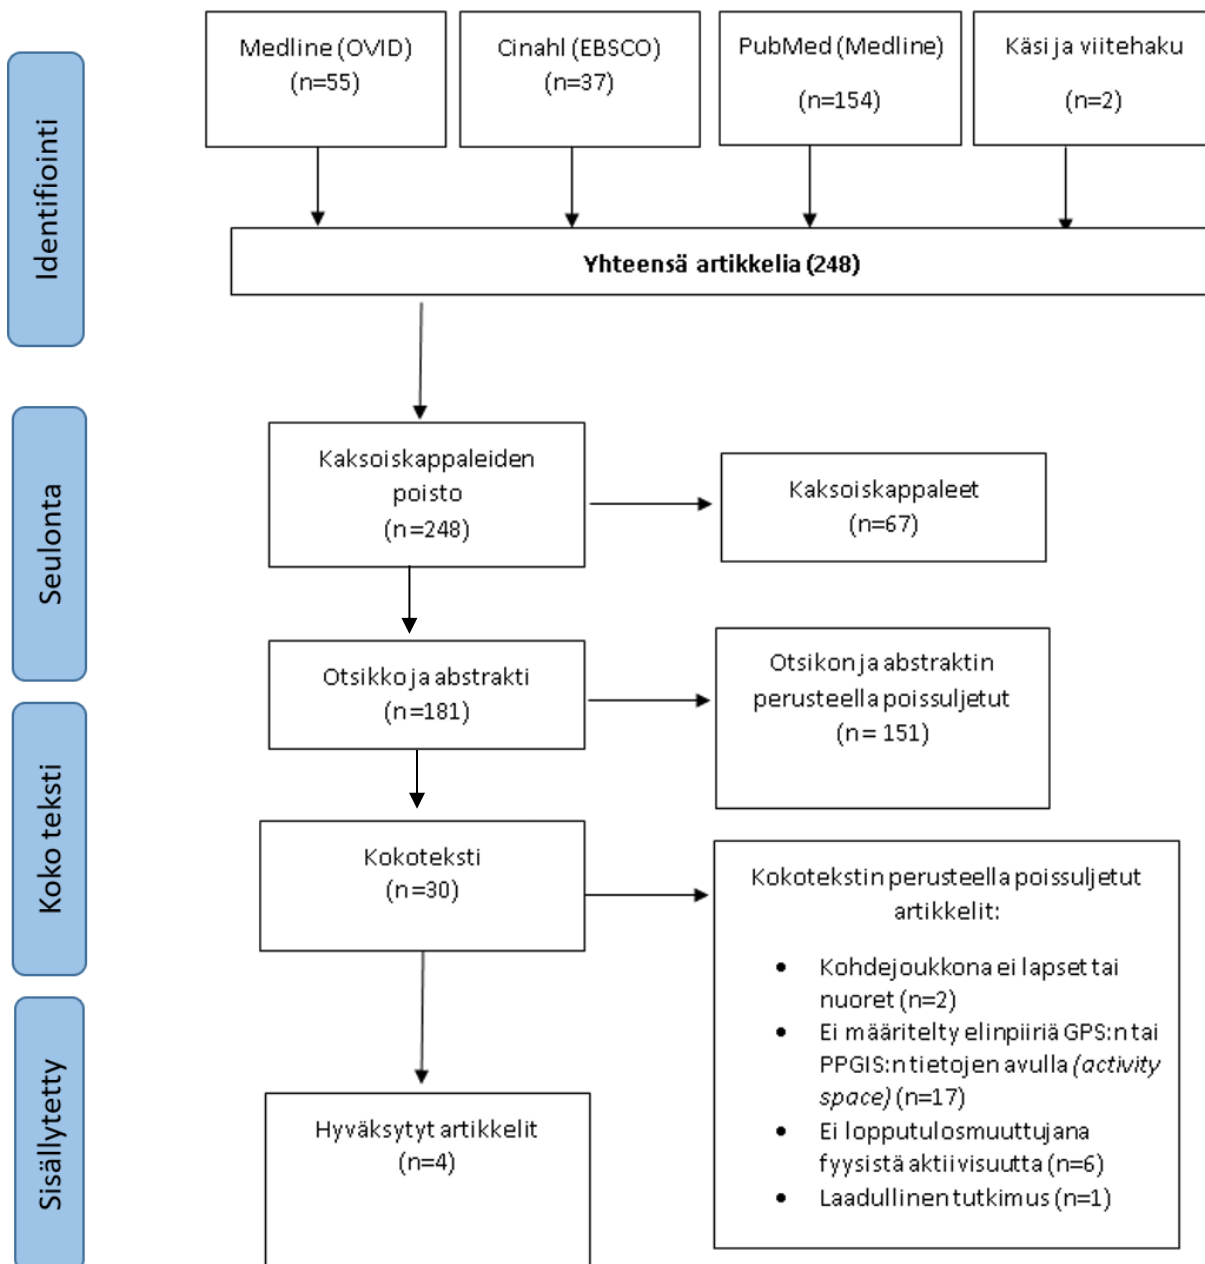 Identifiointi
Medline (OVID)
(n=55)
Cinahl (EBSCO)
(n=37)
PubMed (Medline)
(n=154)
Käsi ja viitehaku
(n=2)
Yhteensä artikkelia (248)
Seulonta
Kaksoiskappaleiden
poisto
(n=248)
Kaksoiskappaleet
(n=67)
Otsikko ja abstrakti
(n=181)
Otsikon ja abstraktin
perusteella poissuljetut
(n= 151)
Koko teksti
Kokoteksti
(n=30)
Kokotekstin perusteella poissuljetut
artikkelit:
• Kohdejoukkona ei lapset tai
nuoret (n=2)
• Ei määritelty elinpiiriä GPS:n tai
PPGIS:n tietojen avulla (activity
space) (n=17)
• Ei lopputulosmuuttujana
fyysistä aktiivisuutta (n=6)
• Laadullinen tutkimus (n=1)
Sisällytetty
Hyväksytyt artikkelit
(n=4)